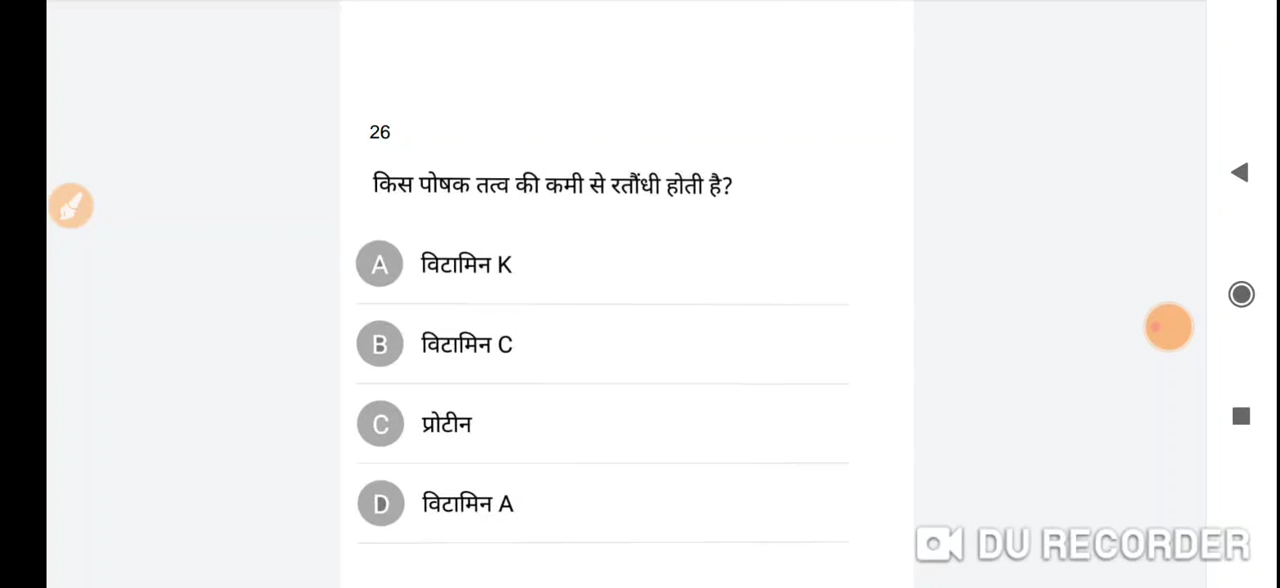 26
किस पोषक तत्व की कमी से रतौंधी होती है?
A विटामिन K
B विटामिन C
C प्रोटीन
D विटामिन A
DU RECORDER